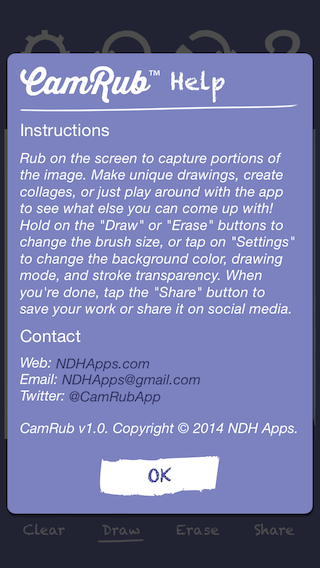 CamRub™ Help
Instructions
Rub on the screen to capture portions of
the image. Make unique drawings, create
collages, or just play around with the app
to see what else you can come up with!
Hold on the "Draw" or "Erase" buttons to
change the brush size, or tap on "Settings"
to change the background color, drawing
mode, and stroke transparency. When
you're done, tap the "Share" button to
save your work or share it on social media.
Contact
Web: NDHApps.com
Email: NDHApps@gmail.com
Twitter: @CamRubApp
CamRub v1.0. Copyright © 2014 NDH Apps.
OK
Clear Draw Erase Share